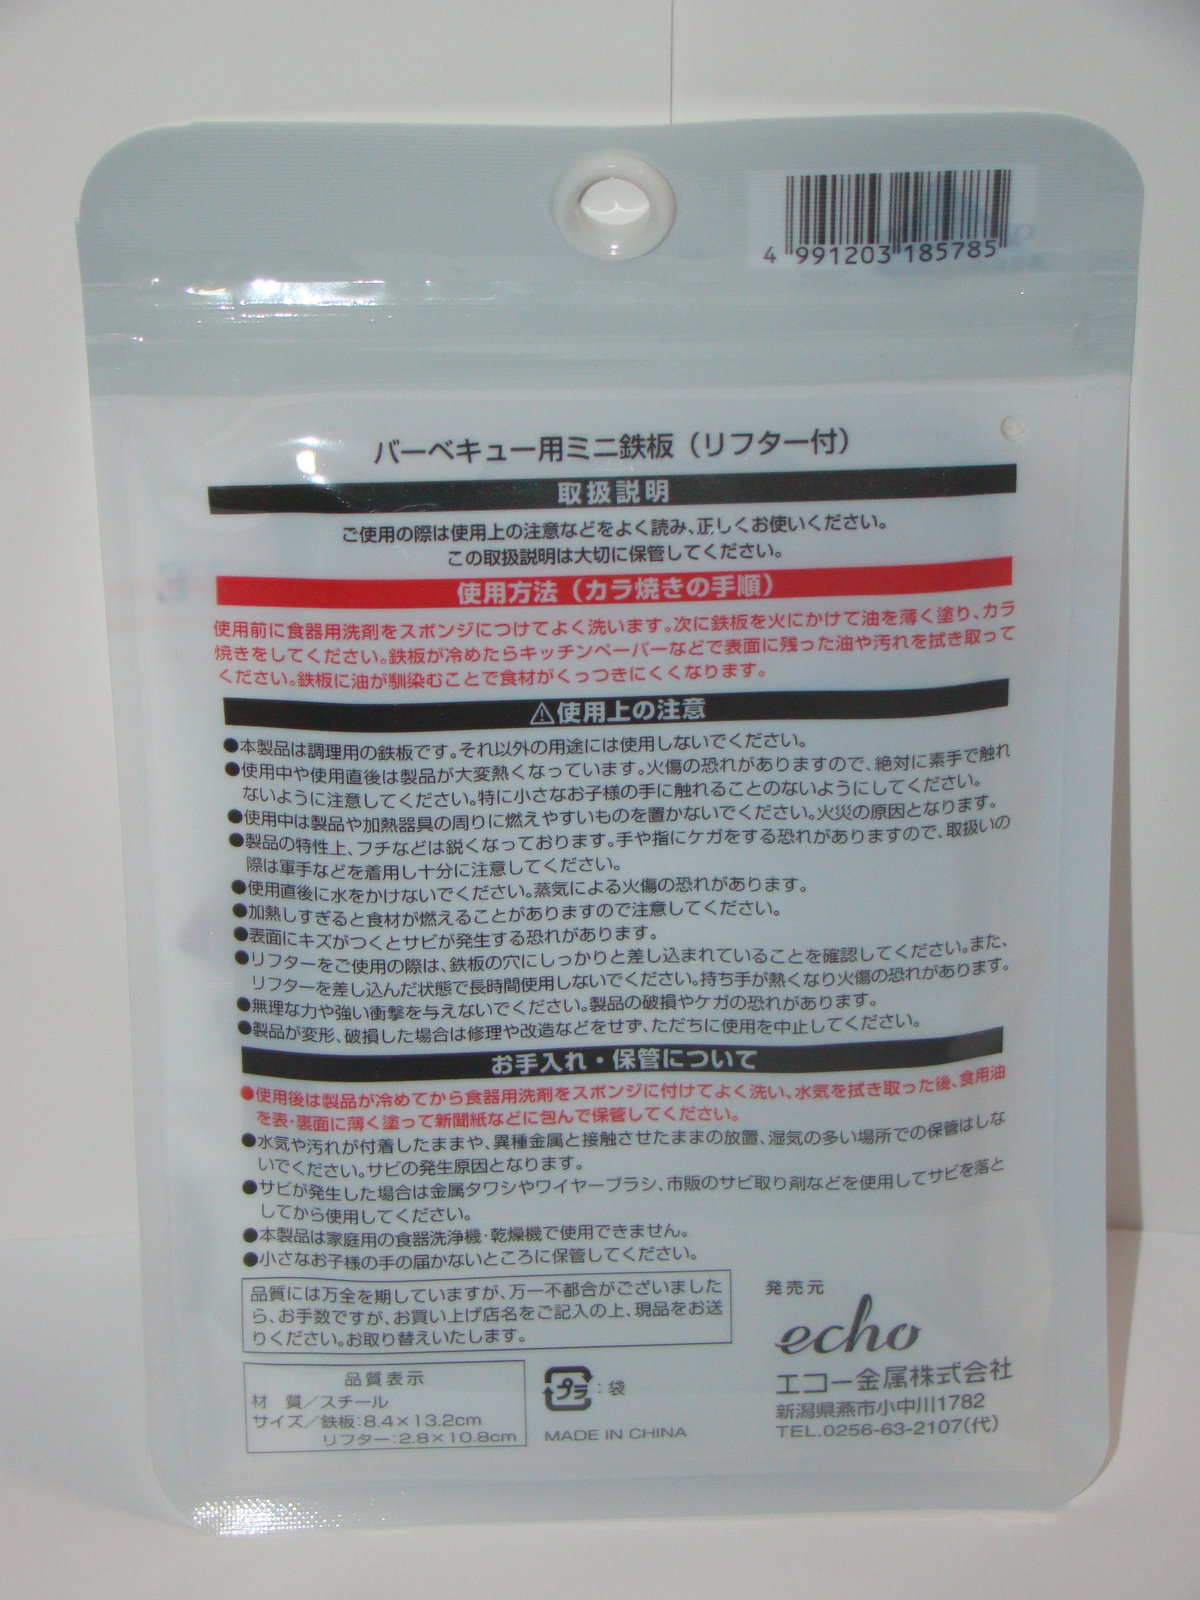 4 991203 185785
バーベキュー用ミニ鉄板（リフター付）
取扱説明
ご使用の際は使用上の注意などをよく読み、正しくお使いください。
この取扱説明は大切に保管してください。
使用方法（カラ焼きの手順）
使用前に食器用洗剤をスポンジにつけてよく洗います。次に鉄板を火にかけて油を薄く塗り、カラ
焼きをしてください。鉄板が冷めたらキッチンペーパーなどで表面に残った油や汚れを拭き取って
ください。鉄板に油が馴染むことで食材がくっつきにくくなります。
⚠使用上の注意
●本製品は調理用の鉄板です。それ以外の用途には使用しないでください。
●使用中や使用直後は製品が大変熱くなっています。火傷の恐れがありますので、絶対に素手で触れ
ないように注意してください。特に小さなお子様の手に触れることのないようにしてください。
●使用中は製品や加熱器具の周りに燃えやすいものを置かないでください。火災の原因となります。
●製品の特性上、フチなどは鋭くなっております。手や指にケガをする恐れがありますので、取扱いの
際は軍手などを着用し十分に注意してください。
●使用直後に水をかけないでください。蒸気による火傷の恐れがあります。
●加熱しすぎると食材が燃えることがありますので注意してください。
●表面にキズがつくとサビが発生する恐れがあります。
●リフターをご使用の際は、鉄板の穴にしっかりと差し込まれていることを確認してください。また、
リフターを差し込んだ状態で長時間使用しないでください。持ち手が熱くなり火傷の恐れがあります。
●無理な力や強い衝撃を与えないでください。製品の破損やケガの恐れがあります。
●製品が変形、破損した場合は修理や改造などをせず、ただちに使用を中止してください。
お手入れ・保管について
●使用後は製品が冷めてから食器用洗剤をスポンジに付けてよく洗い、水気を拭き取った後、食用油
を表・裏面に薄く塗って新聞紙などに包んで保管してください。
●水気や汚れが付着したままや、異種金属と接触させたままの放置、湿気の多い場所での保管はしな
いでください。サビの発生原因となります。
●サビが発生した場合は金属タワシやワイヤーブラシ、市販のサビ取り剤などを使用してサビを落と
してから使用してください。
●本製品は家庭用の食器洗浄機・乾燥機で使用できません。
●小さなお子様の手の届かないところに保管してください。
品質には万全を期していますが、万一不都合がございました
ら、お手数ですが、お買い上げ店名をご記入の上、現品をお送
りください。お取り替えいたします。
品質表示
材 質／スチール
サイズ／鉄板：8.4×13.2cm
リフター：2.8×10.8cm
プラ：袋
MADE IN CHINA
発売元
echo
エコー金属株式会社
新潟県燕市小中川1782
TEL.0256-63-2107（代）